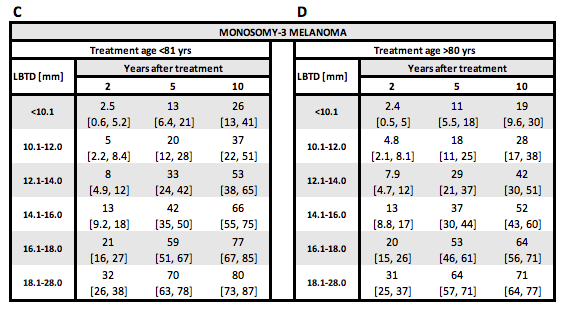 C D
MONOSOMY-3 MELANOMA
Treatment age <81 yrs Treatment age >80 yrs
LBTD [mm] Years after treatment LBTD [mm] Years after treatment
2 5 10 2 5 10
<10.1 2.5 13 26 <10.1 2.4 11 19
[0.6, 5.2] [6.4, 21] [13, 41] [0.5, 5] [5.5, 18] [9.6, 30]
10.1-12.0 5 20 37 10.1-12.0 4.8 18 28
[2.2, 8.4] [12, 28] [22, 51] [2.1, 8.1] [11, 25] [17, 38]
12.1-14.0 8 33 53 12.1-14.0 7.9 29 42
[4.9, 12] [24, 42] [38, 65] [4.7, 12] [21, 37] [30, 51]
14.1-16.0 13 42 66 14.1-16.0 13 37 52
[9.2, 18] [35, 50] [55, 75] [8.8, 17] [30, 44] [43, 60]
16.1-18.0 21 59 77 16.1-18.0 20 53 64
[16, 27] [51, 67] [67, 85] [15, 26] [46, 61] [56, 71]
18.1-28.0 32 70 80 18.1-28.0 31 64 71
[26, 38] [63, 78] [73, 87] [25, 37] [57, 71] [64, 77]